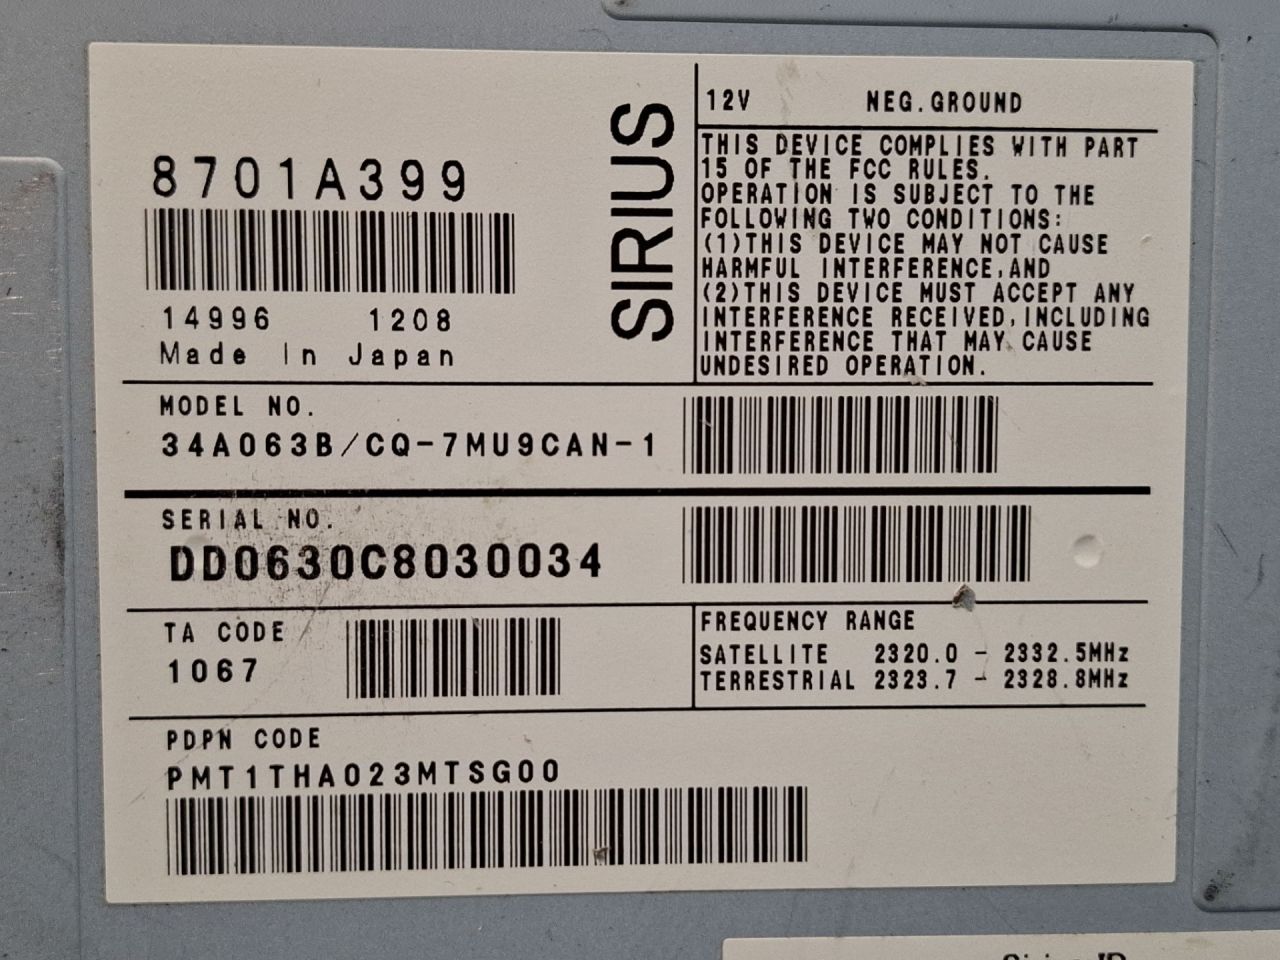 8701A399
14996 1208
Made In Japan
SIRIUS
12V NEG.GROUND
THIS DEVICE COMPLIES WITH PART
15 OF THE FCC RULES.
OPERATION IS SUBJECT TO THE
FOLLOWING TWO CONDITIONS:
(1)THIS DEVICE MAY NOT CAUSE
HARMFUL INTERFERENCE,AND
(2)THIS DEVICE MUST ACCEPT ANY
INTERFERENCE RECEIVED,INCLUDING
INTERFERENCE THAT MAY CAUSE
UNDESIRED OPERATION.
MODEL NO.
34A063B/CQ-7MU9CAN-1
SERIAL NO.
DD0630C8030034
TA CODE
1067
FREQUENCY RANGE
SATELLITE 2320.0 - 2332.5MHz
TERRESTRIAL 2323.7 - 2328.8MHz
PDPN CODE
PMT1THA023MTSG00